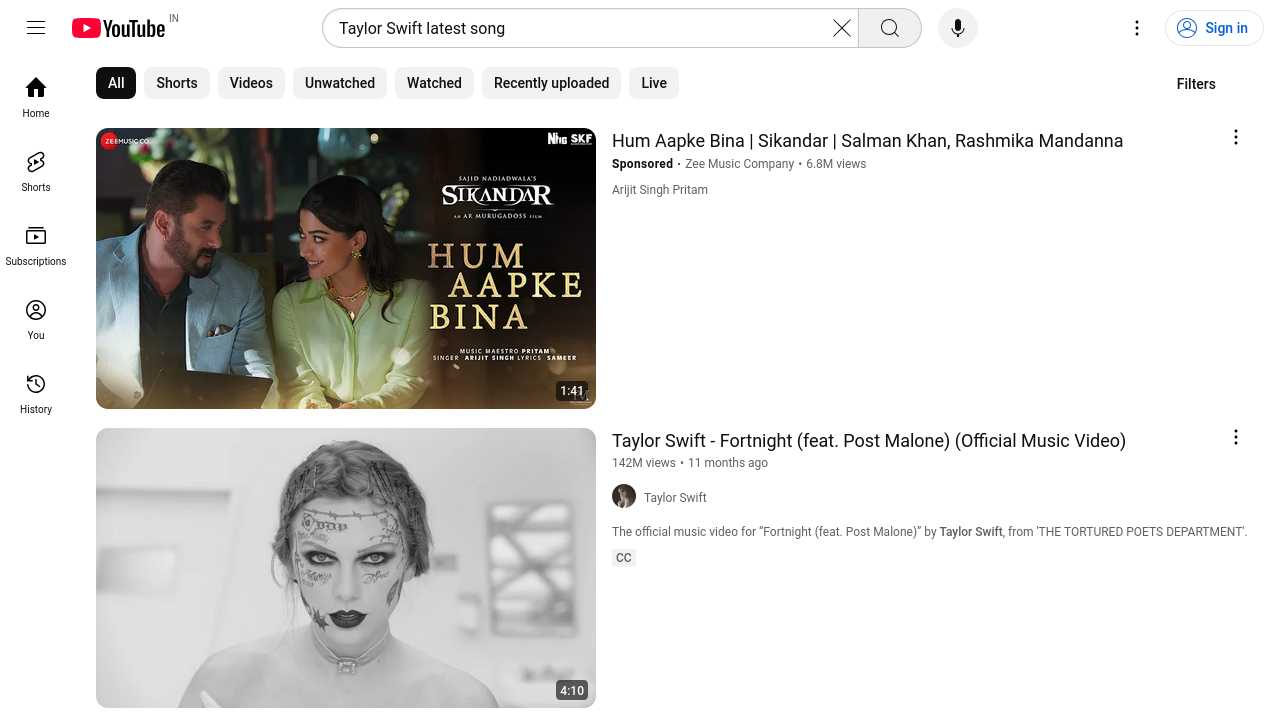 YouTube IN
Taylor Swift latest song
Sign in
All
Shorts
Videos
Unwatched
Watched
Recently uploaded
Live
Filters
Home
Shorts
Subscriptions
You
History
ZEE MUSIC CO.
SKF
SAJID NADIADWALA'S
SIKANDAR
AN AR MURUGADOSS FILM
HUM
AAPKE
BINA
MUSIC MAESTRO PRITAM
SINGER ARIJIT SINGH LYRICS SAMEER
1:41
Hum Aapke Bina | Sikandar | Salman Khan, Rashmika Mandanna
Sponsored • Zee Music Company • 6.8M views
Arijit Singh Pritam
4:10
Taylor Swift - Fortnight (feat. Post Malone) (Official Music Video)
142M views • 11 months ago
Taylor Swift
The official music video for “Fortnight (feat. Post Malone)” by Taylor Swift, from 'THE TORTURED POETS DEPARTMENT'.
CC